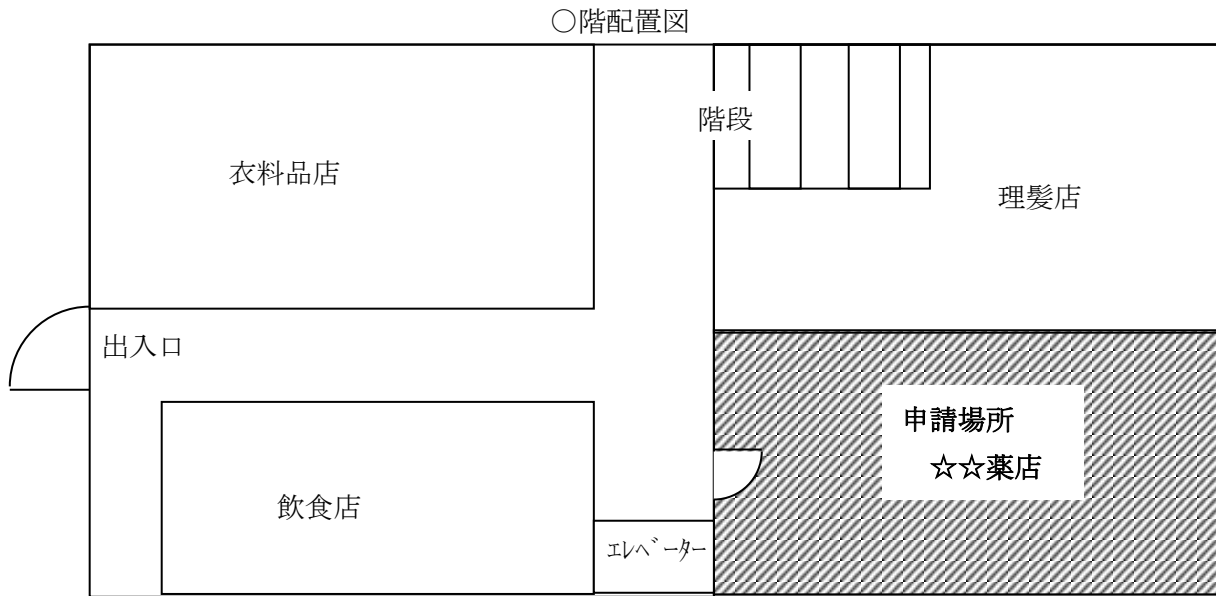 ○階配置図
階段
衣料品店
理髪店
出入口
申請場所
☆☆薬店
飲食店
ｴﾚﾍﾞｰﾀｰ